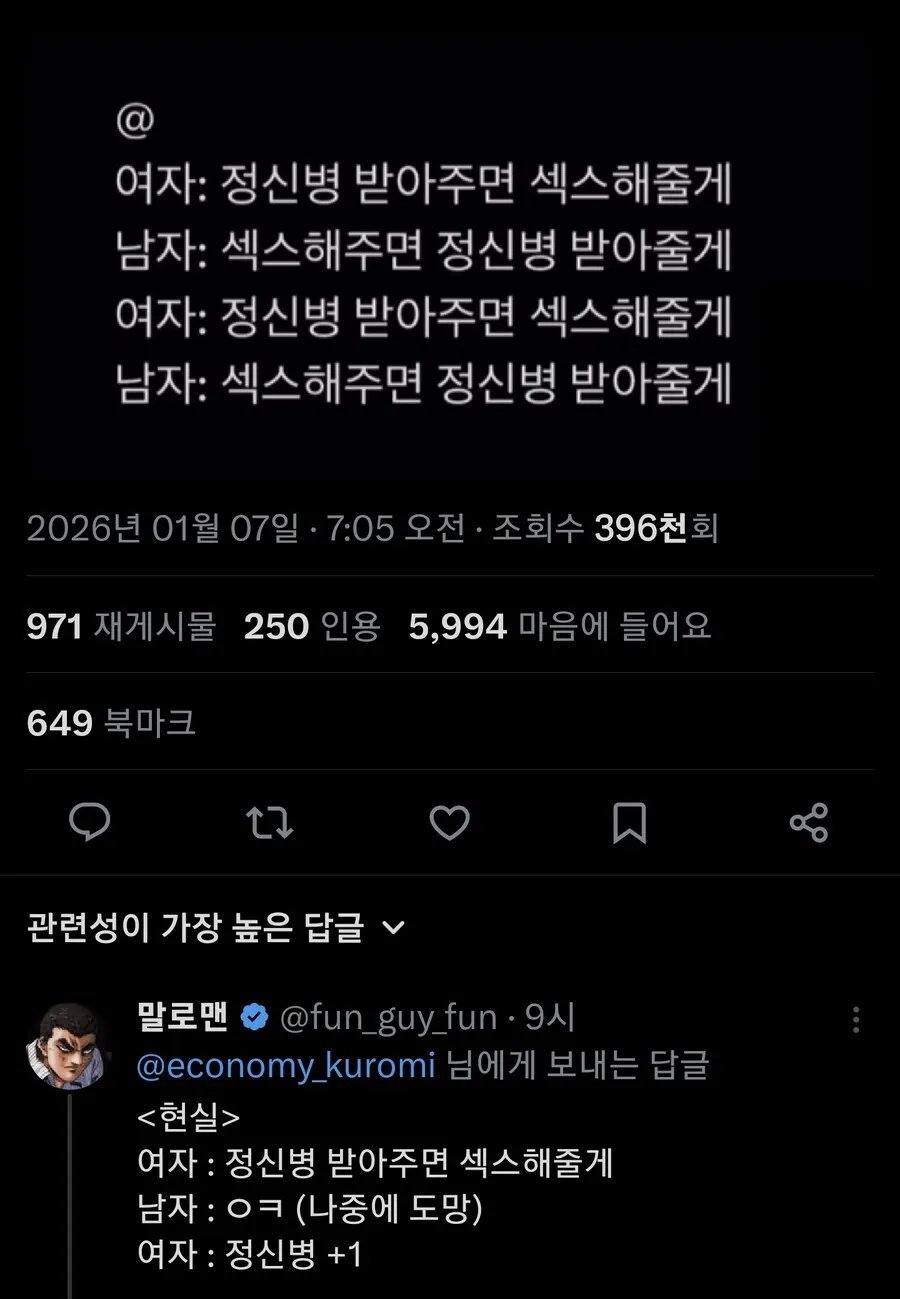 @
여자: 정신병 받아주면 섹스해줄게
남자: 섹스해주면 정신병 받아줄게
여자: 정신병 받아주면 섹스해줄게
남자: 섹스해주면 정신병 받아줄게
2026년 01월 07일 · 7:05 오전 · 조회수 396천회
971 재게시물 250 인용 5,994 마음에 들어요
649 북마크
관련성이 가장 높은 답글
말로맨 @fun_guy_fun · 9시
@economy_kuromi 님에게 보내는 답글
<현실>
여자 : 정신병 받아주면 섹스해줄게
남자 : ㅇㅋ (나중에 도망)
여자 : 정신병 +1